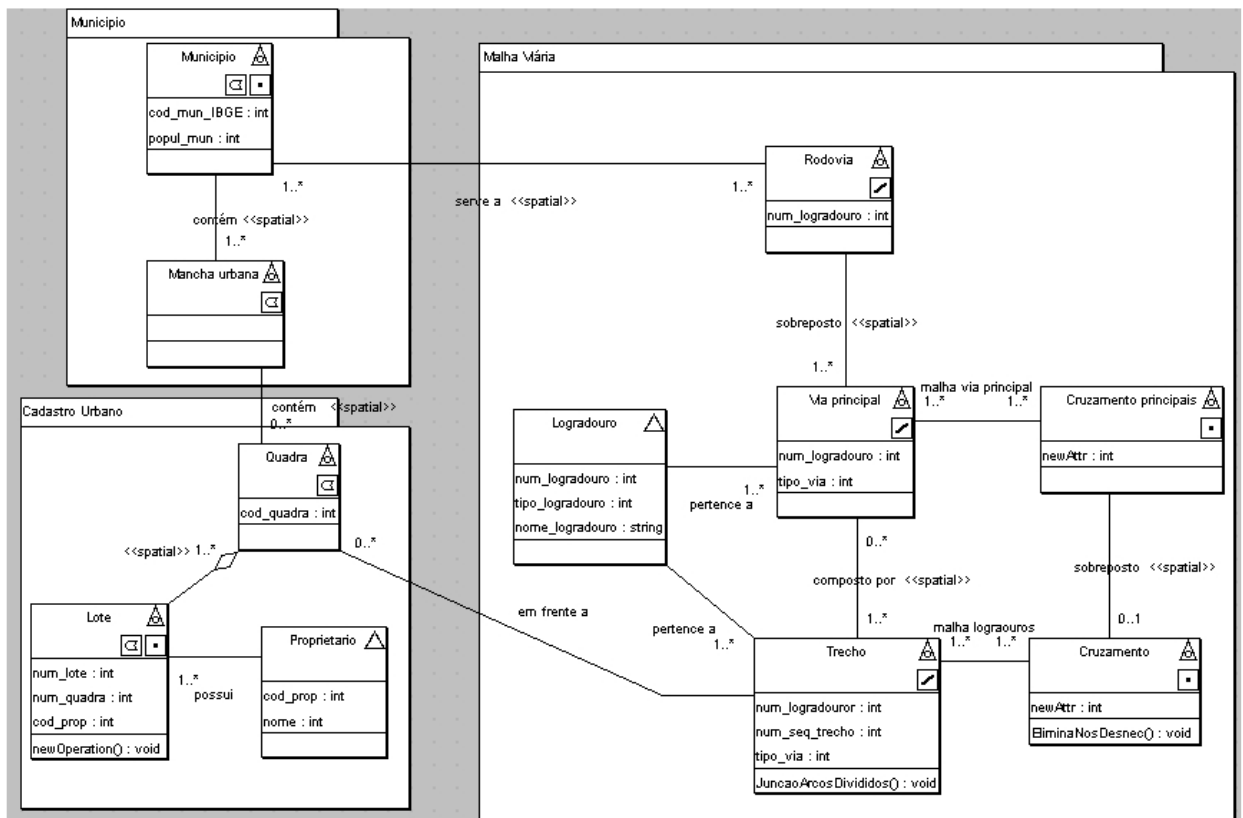 Municipio
Municipio
cod_mun_IBGE : int
popul_mun : int
1..*
contém <<spatial>>
1..*
Mancha urbana
serve a <<spatial>>
1..*
Malha Viária
Rodovia
num_logradouro : int
sobreposto <<spatial>>
1..*
Cadastro Urbano
contém <<spatial>>
0..*
Quadra
cod_quadra : int
<<spatial>> 1..*
0..*
Lote
num_lote : int
num_quadra : int
cod_prop : int
newOperation() : void
1..*
possui
Proprietario
cod_prop : int
nome : int
em frente a
Logradouro
num_logradouro : int
tipo_logradouro : int
nome_logradouro : string
1..*
pertence a
pertence a
1..*
Via principal
num_logradouro : int
tipo_via : int
malha via principal
1..*
1..*
Cruzamento principais
newAttr : int
0..*
composto por <<spatial>>
1..*
sobreposto <<spatial>>
0..1
malha lograouros
1..*
1..*
Trecho
num_logradouror : int
num_seq_trecho : int
tipo_via : int
JuncaoArcosDivididos() : void
Cruzamento
newAttr : int
EliminaNosDesnec() : void